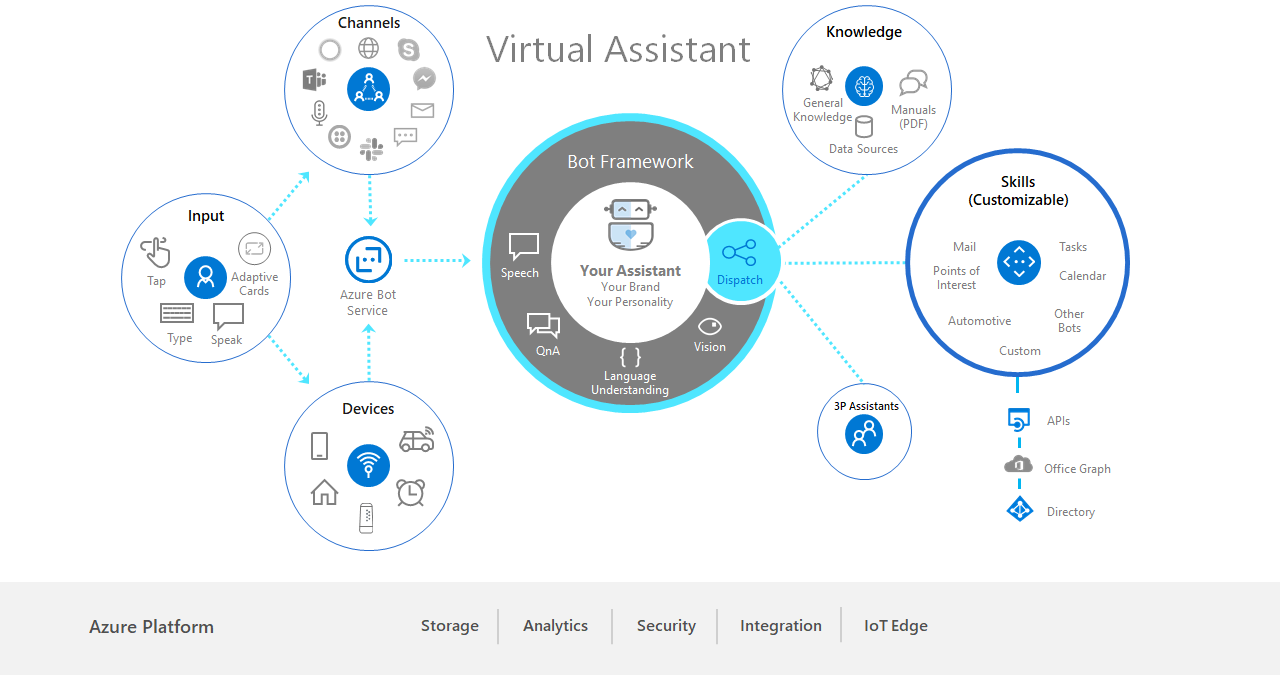 Virtual Assistant
Channels
T
S
Input
Tap
Adaptive
Cards
Type
Speak
Devices
Azure Bot
Service
Bot Framework
Speech
Your Assistant
Your Brand
Your Personality
Dispatch
QnA
{ }
Language
Understanding
Vision
Knowledge
General
Knowledge
Manuals
(PDF)
Data Sources
Skills
(Customizable)
Mail
Tasks
Points of
Interest
Calendar
Automotive
Other
Bots
Custom
3P Assistants
APIs
Office Graph
Directory
Azure Platform
Storage
Analytics
Security
Integration
IoT Edge